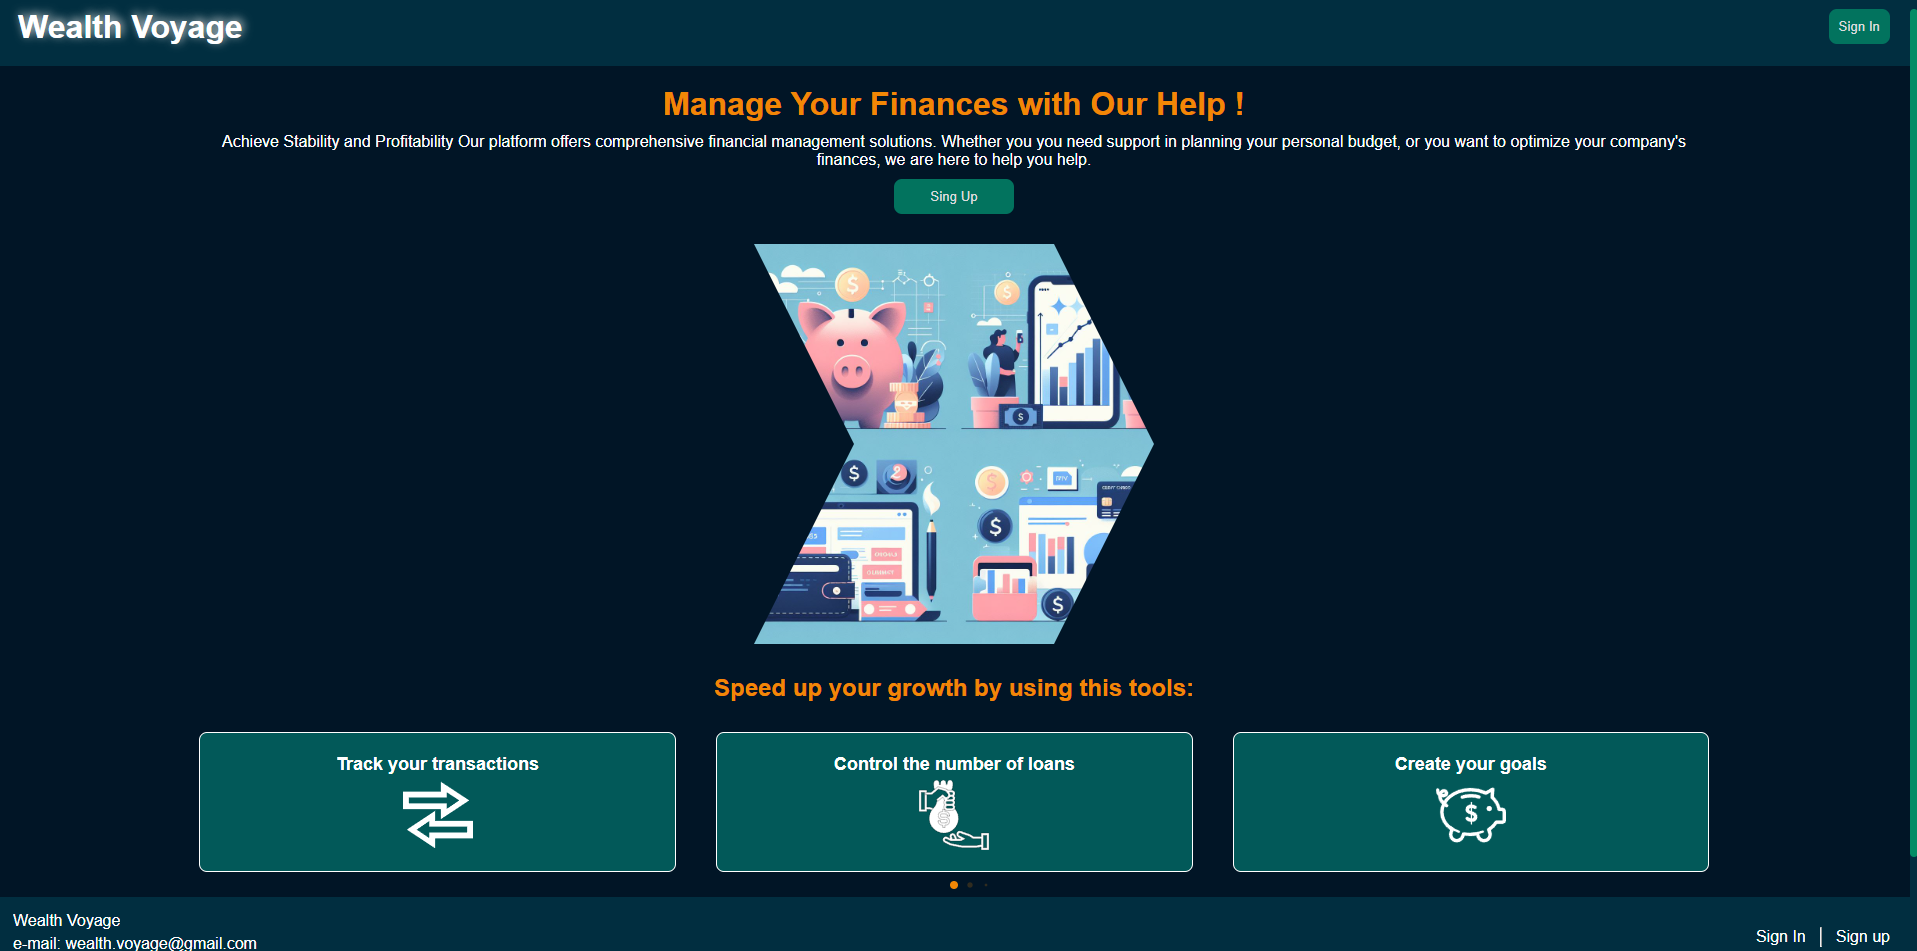 Wealth Voyage
Sign In
Manage Your Finances with Our Help !
Achieve Stability and Profitability Our platform offers comprehensive financial management solutions. Whether you you need support in planning your personal budget, or you want to optimize your company's
finances, we are here to help you help.
Sing Up
Speed up your growth by using this tools:
Track your transactions
Control the number of loans
Create your goals
Wealth Voyage
e-mail: wealth.voyage@gmail.com
Sign In | Sign up